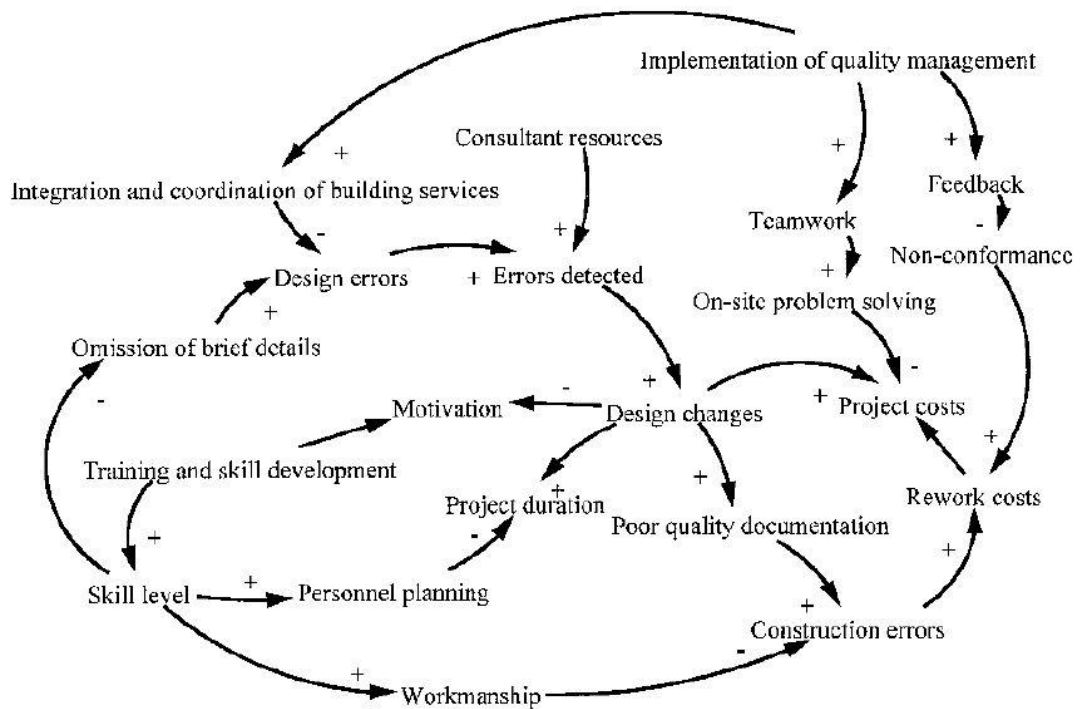 Implementation of quality management
+
Consultant resources
+
+
Integration and coordination of building services
Feedback
Teamwork
-
+
-
Non-conformance
Design errors
+
Errors detected
+
On-site problem solving
+
Omission of brief details
-
-
-
+
+
Motivation
Design changes
Project costs
+
Training and skill development
+
+
Rework costs
Project duration
Poor quality documentation
+
-
+
+
Skill level
Personnel planning
+
Construction errors
-
+
Workmanship